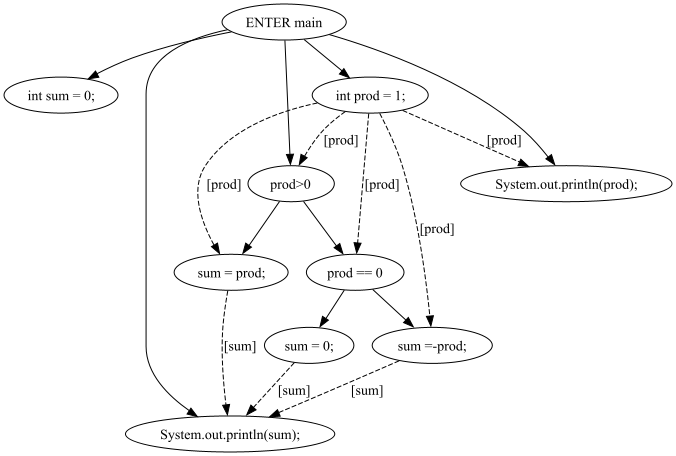 ENTER main
int sum = 0;
int prod = 1;
[prod]
[prod]
[prod]
prod>0
System.out.println(prod);
[prod]
[prod]
sum = prod;
prod == 0
[sum]
sum = 0;
sum =-prod;
[sum]
[sum]
System.out.println(sum);